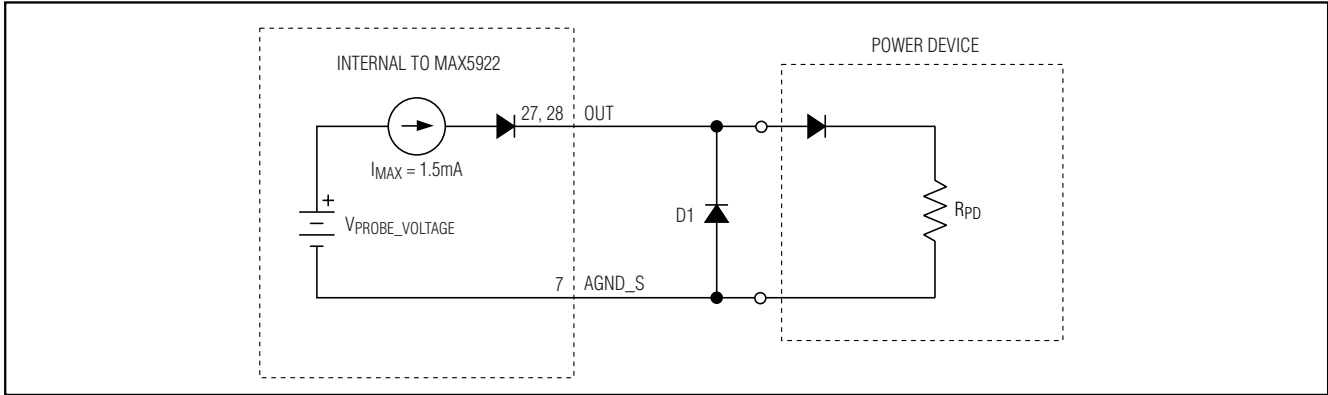 POWER DEVICE
INTERNAL TO MAX5922
27, 28 OUT
IMAX = 1.5mA
+
VPROBE_VOLTAGE
D1
RPD
7 AGND_S